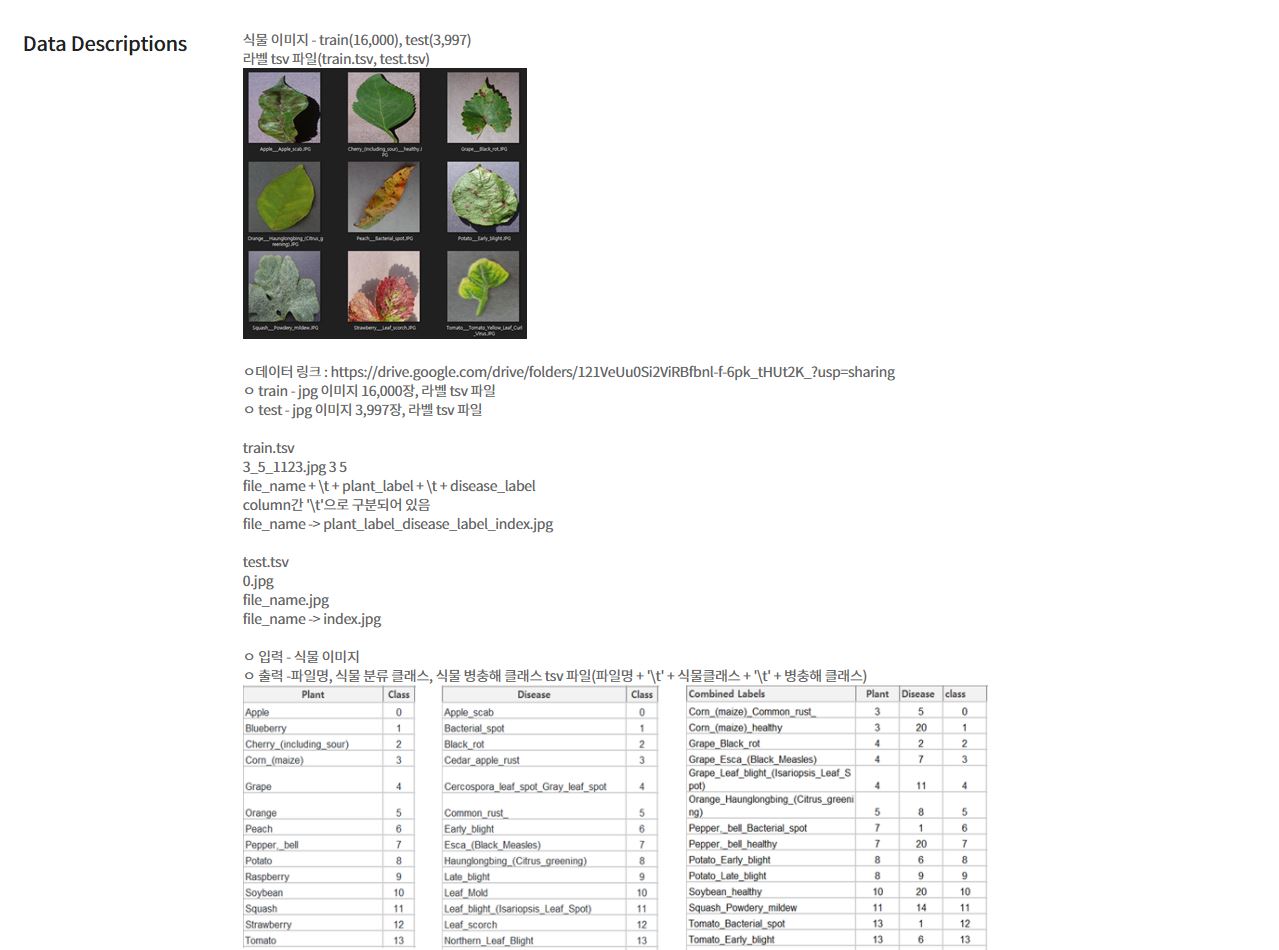 Data Descriptions
식물 이미지 - train(16,000), test(3,997)
라벨 tsv 파일(train.tsv, test.tsv)
Apple___Apple_scab.JPG
Cherry_(including_sour)___healthy.JPG
Grape___Black_rot.JPG
Orange___Haunglongbing_(Citrus_greening).JPG
Peach___Bacterial_spot.JPG
Potato___Early_blight.JPG
Squash___Powdery_mildew.JPG
Strawberry___Leaf_scorch.JPG
Tomato___Tomato_Yellow_Leaf_Curl_Virus.JPG
ㅇ데이터 링크 : https://drive.google.com/drive/folders/121VeUu0Si2ViRBfbnl-f-6pk_tHUt2K_?usp=sharing
ㅇ train - jpg 이미지 16,000장, 라벨 tsv 파일
ㅇ test - jpg 이미지 3,997장, 라벨 tsv 파일
train.tsv
3_5_1123.jpg 3 5
file_name + \t + plant_label + \t + disease_label
column간 '\t'으로 구분되어 있음
file_name -> plant_label_disease_label_index.jpg
test.tsv
0.jpg
file_name.jpg
file_name -> index.jpg
ㅇ 입력 - 식물 이미지
ㅇ 출력 -파일명, 식물 분류 클래스, 식물 병충해 클래스 tsv 파일(파일명 + '\t' + 식물클래스 + '\t' + 병충해 클래스)
Plant Class
Apple 0
Blueberry 1
Cherry_(including_sour) 2
Corn_(maize) 3
Grape 4
Orange 5
Peach 6
Pepper,_bell 7
Potato 8
Raspberry 9
Soybean 10
Squash 11
Strawberry 12
Tomato 13
Disease Class
Apple_scab 0
Bacterial_spot 1
Black_rot 2
Cedar_apple_rust 3
Cercospora_leaf_spot_Gray_leaf_spot 4
Common_rust_ 5
Early_blight 6
Esca_(Black_Measles) 7
Haunglongbing_(Citrus_greening) 8
Late_blight 9
Leaf_Mold 10
Leaf_blight_(Isariopsis_Leaf_Spot) 11
Leaf_scorch 12
Northern_Leaf_Blight 13
Combined Labels Plant Disease class
Corn_(maize)_Common_rust_ 3 5 0
Corn_(maize)_healthy 3 20 1
Grape_Black_rot 4 2 2
Grape_Esca_(Black_Measles) 4 7 3
Grape_Leaf_blight_(Isariopsis_Leaf_S
pot) 4 11 4
Orange_Haunglongbing_(Citrus_greeni
ng) 5 8 5
Pepper,_bell_Bacterial_spot 7 1 6
Pepper,_bell_healthy 7 20 7
Potato_Early_blight 8 6 8
Potato_Late_blight 8 9 9
Soybean_healthy 10 20 10
Squash_Powdery_mildew 11 14 11
Tomato_Bacterial_spot 13 1 12
Tomato_Early_blight 13 6 13